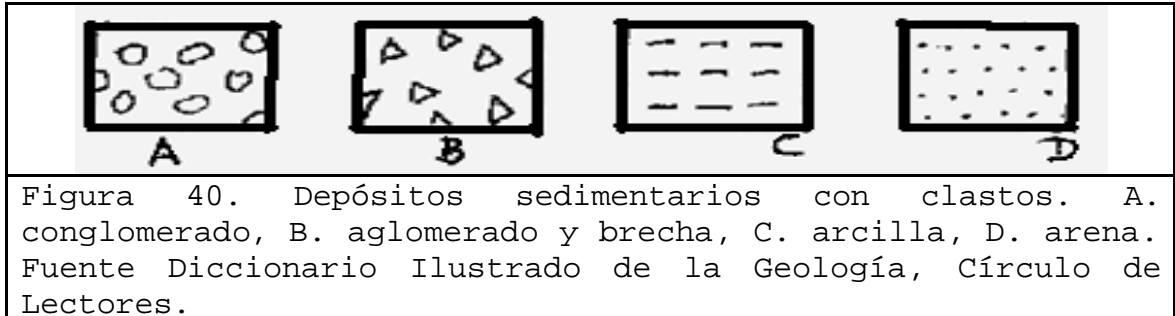 A B C D
Figura 40. Depósitos sedimentarios con clastos. A.
conglomerado, B. aglomerado y brecha, C. arcilla, D. arena.
Fuente Diccionario Ilustrado de la Geología, Círculo de
Lectores.